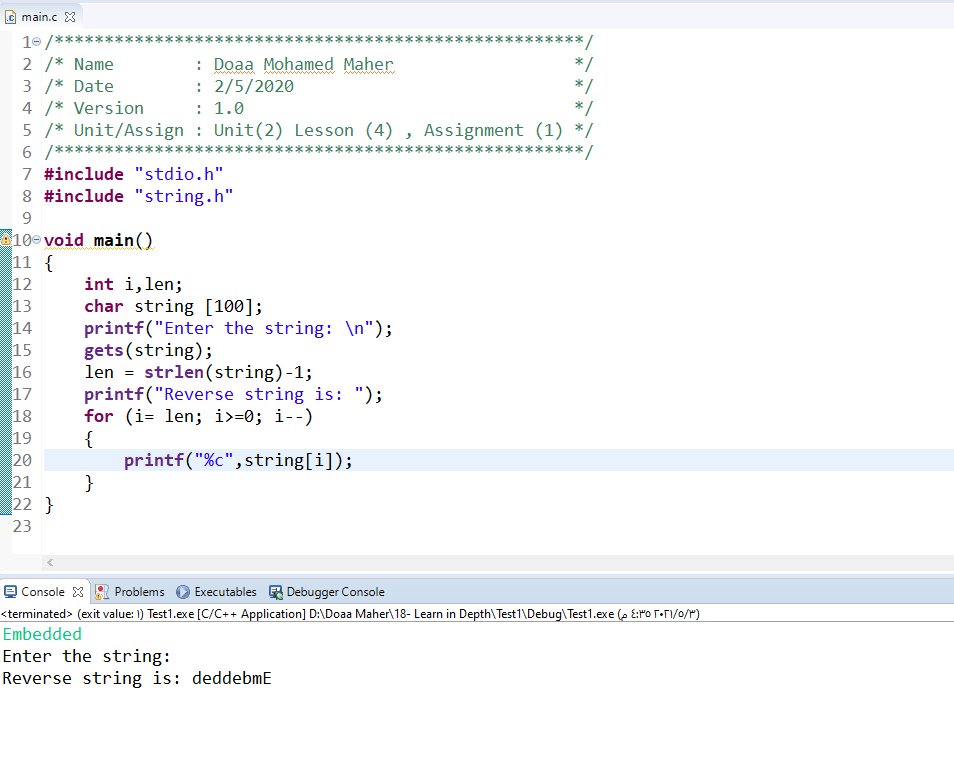 main.c
1 /*****************************************************/
2 /* Name        : Doaa Mohamed Maher                  */
3 /* Date        : 2/5/2020                            */
4 /* Version     : 1.0                                 */
5 /* Unit/Assign : Unit(2) Lesson (4) , Assignment (1) */
6 /*****************************************************/
7 #include "stdio.h"
8 #include "string.h"
9
10 void main()
11 {
12     int i,len;
13     char string [100];
14     printf("Enter the string: \n");
15     gets(string);
16     len = strlen(string)-1;
17     printf("Reverse string is: ");
18     for (i= len; i>=0; i--)
19     {
20         printf("%c",string[i]);
21     }
22 }
23
Console Problems Executables Debugger Console
<terminated> (exit value: ١) Test1.exe [C/C++ Application] D:\Doaa Maher\18- Learn in Depth\Test1\Debug\Test1.exe (٢٠٢١/٥/٣ ٤:٣٥ م)
Embedded
Enter the string:
Reverse string is: deddebmE